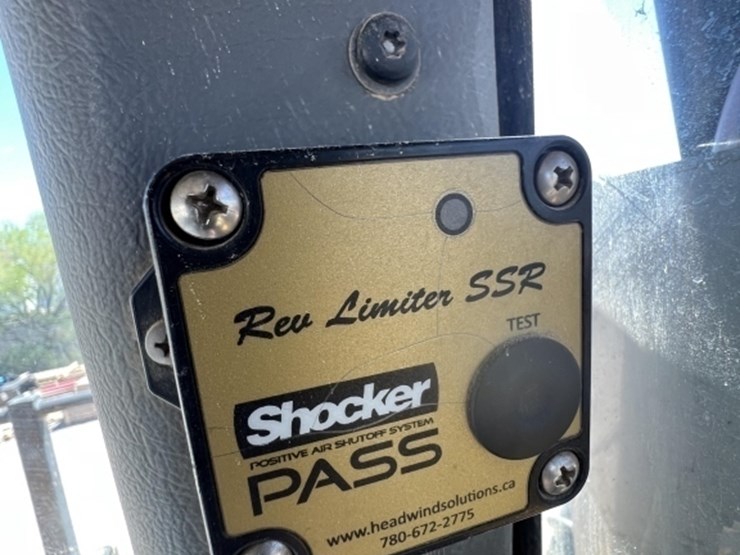 Rev Limiter SSR
TEST
Shocker
POSITIVE AIR SHUTOFF SYSTEM
PASS
www.headwindsolutions.ca
780-672-2775